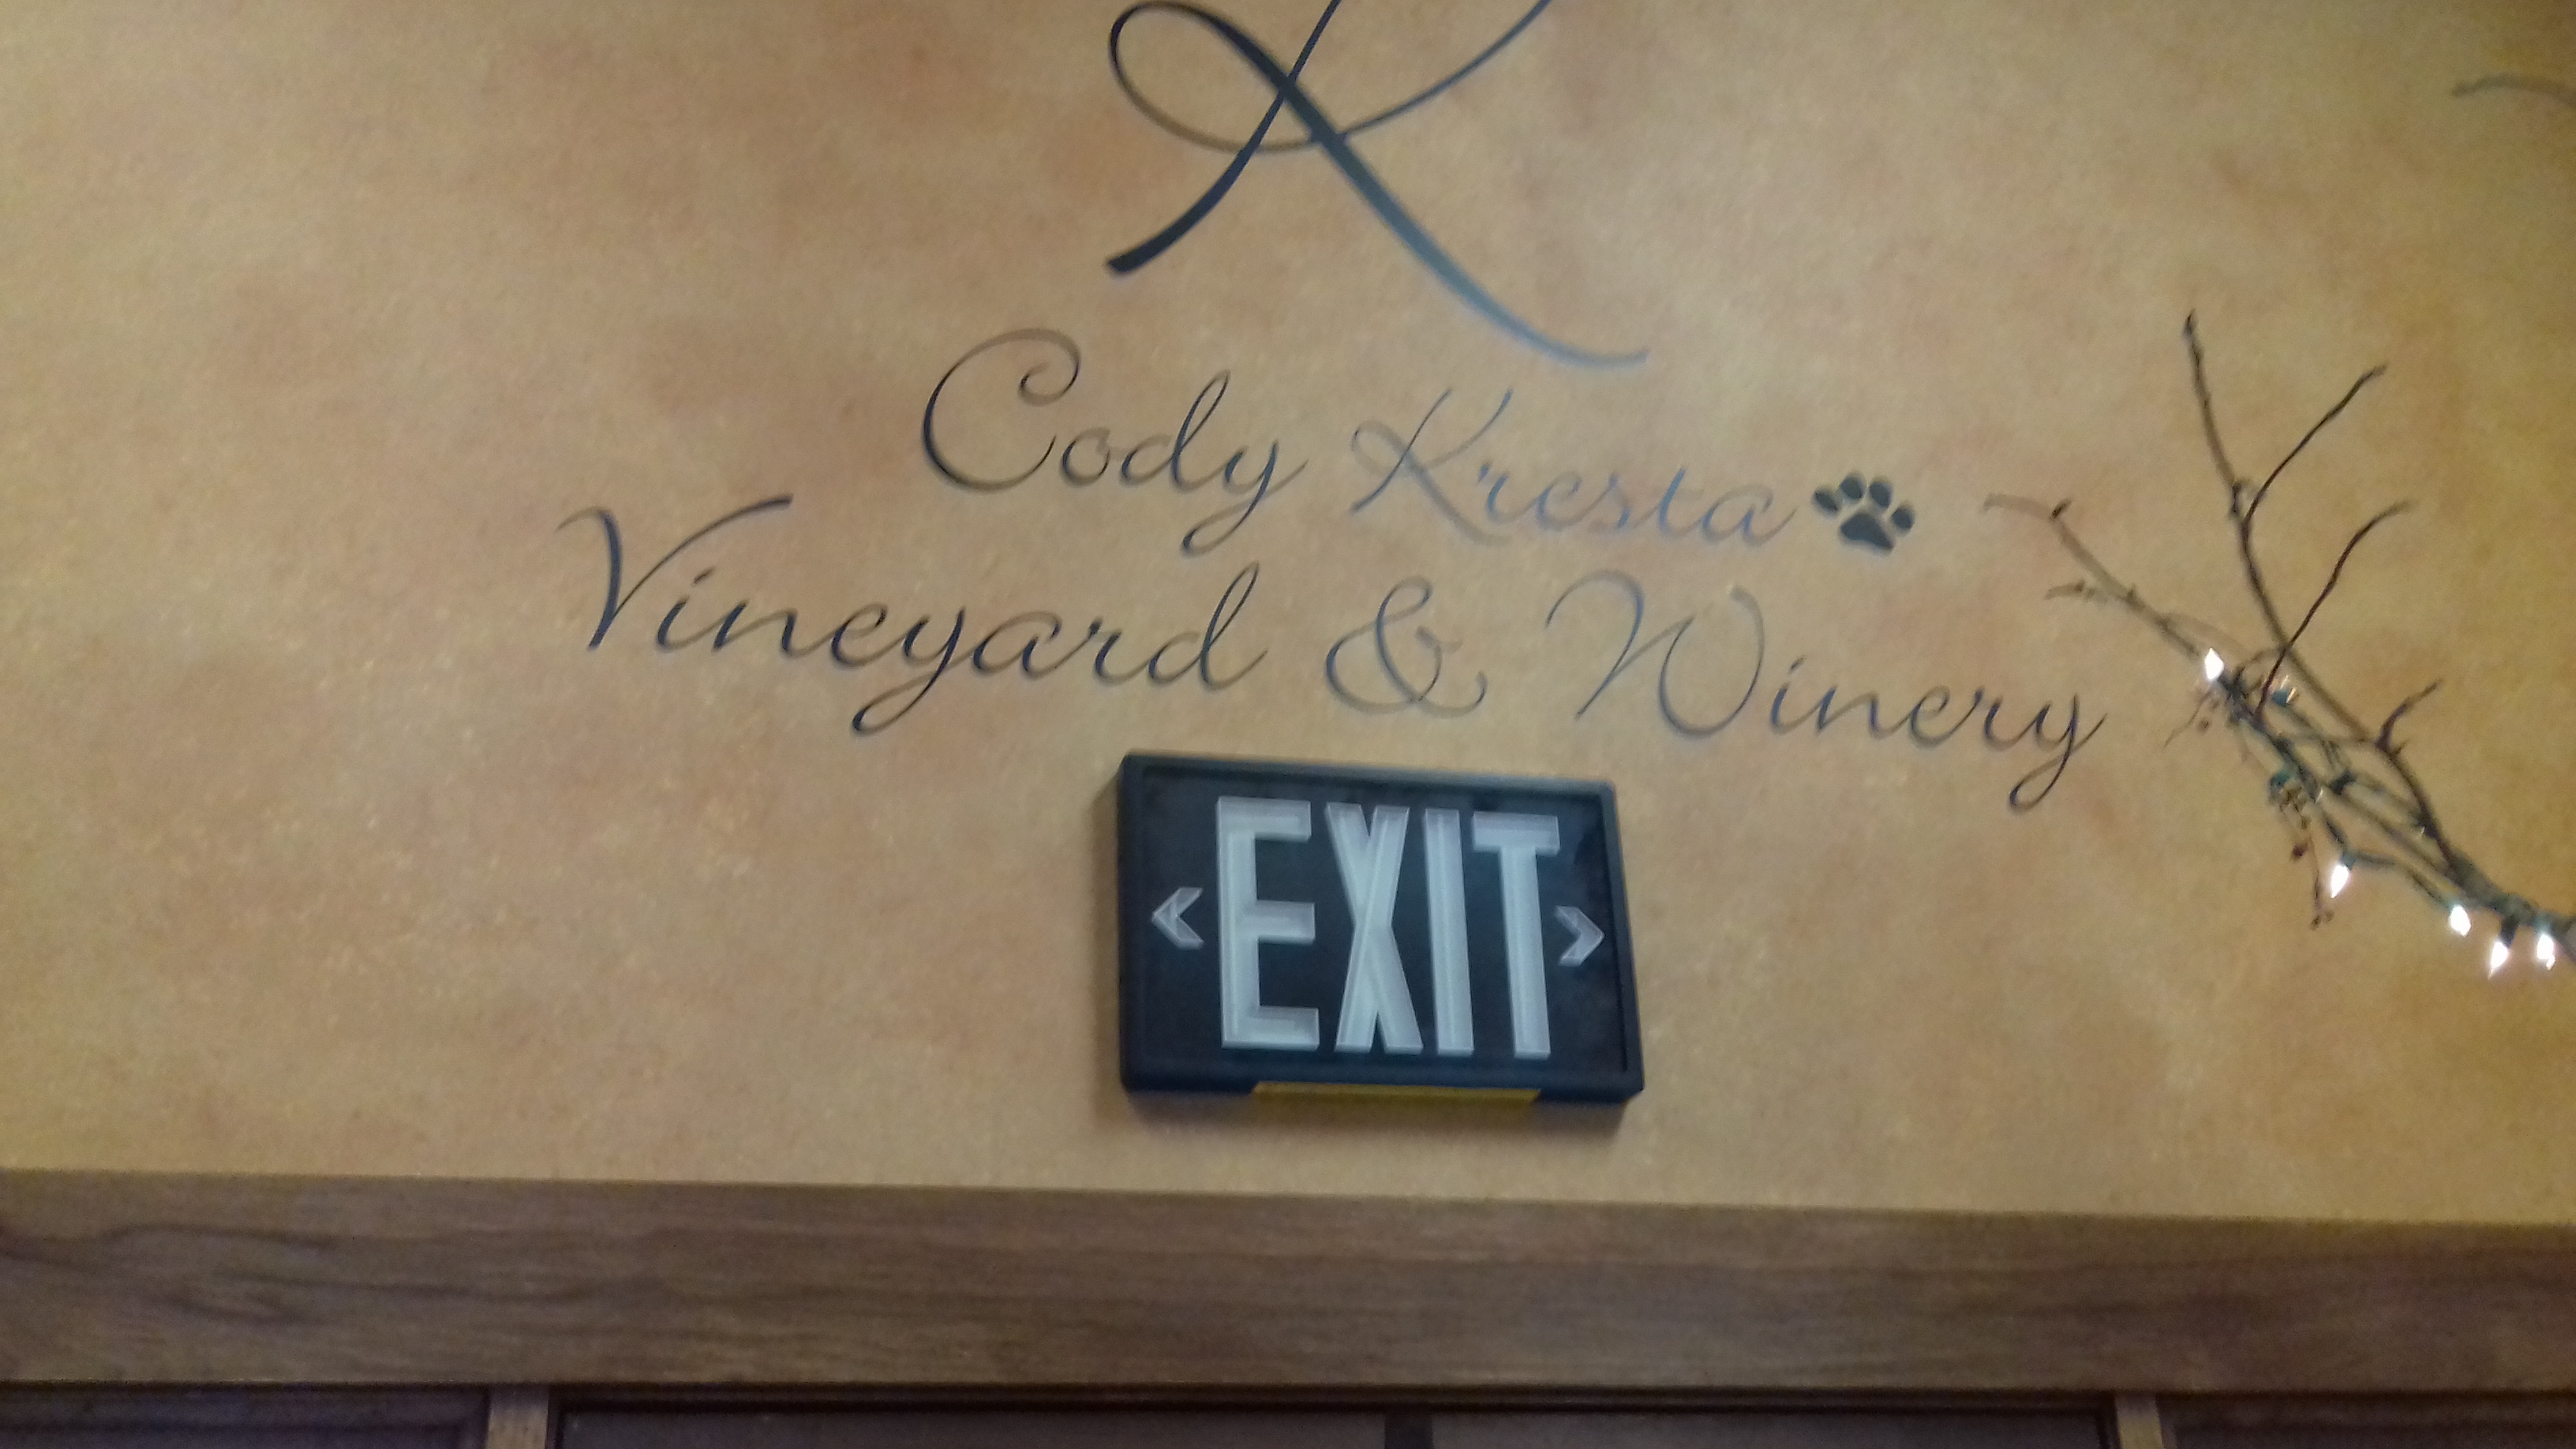 K
Cody Kresta
Vineyard & Winery
< EXIT >